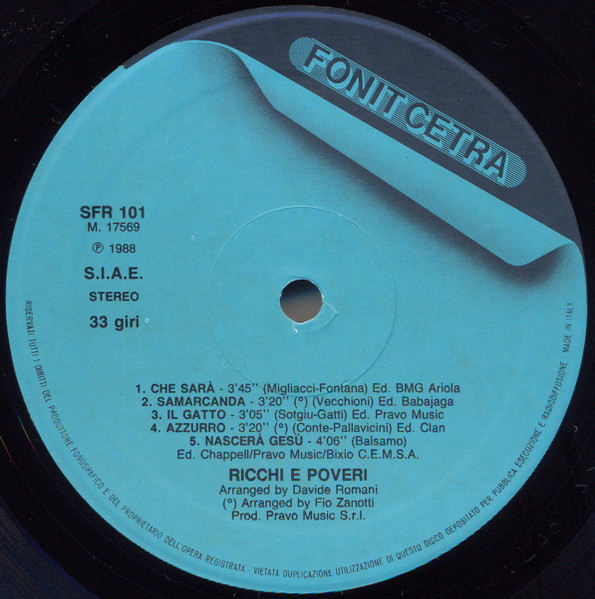 FONIT CETRA
SFR 101
M. 17569
℗ 1988
S.I.A.E.
STEREO
33 giri
1. CHE SARÀ - 3'45'' (Migliacci-Fontana) Ed. BMG Ariola
2. SAMARCANDA - 3'20'' (º) (Vecchioni) Ed. Babajaga
3. IL GATTO - 3'05'' (Sotgiu-Gatti) Ed. Pravo Music
4. AZZURRO - 3'20'' (º) (Conte-Pallavicini) Ed. Clan
5. NASCERÀ GESÙ - 4'06'' (Balsamo)
Ed. Chappell/Pravo Music/Bixio C.E.M.S.A.
RICCHI E POVERI
Arranged by Davide Romani
(º) Arranged by Fio Zanotti
Prod. Pravo Music S.r.l.
RISERVATI TUTTI I DIRITTI DEL PRODUTTORE FONOGRAFICO E DEL PROPRIETARIO DELL'OPERA REGISTRATA - VIETATA DUPLICAZIONE UTILIZZAZIONE DI QUESTO DISCO DEPOSITATO PER PUBBLICA ESECUZIONE E RADIODIFFUSIONE MADE IN ITALY